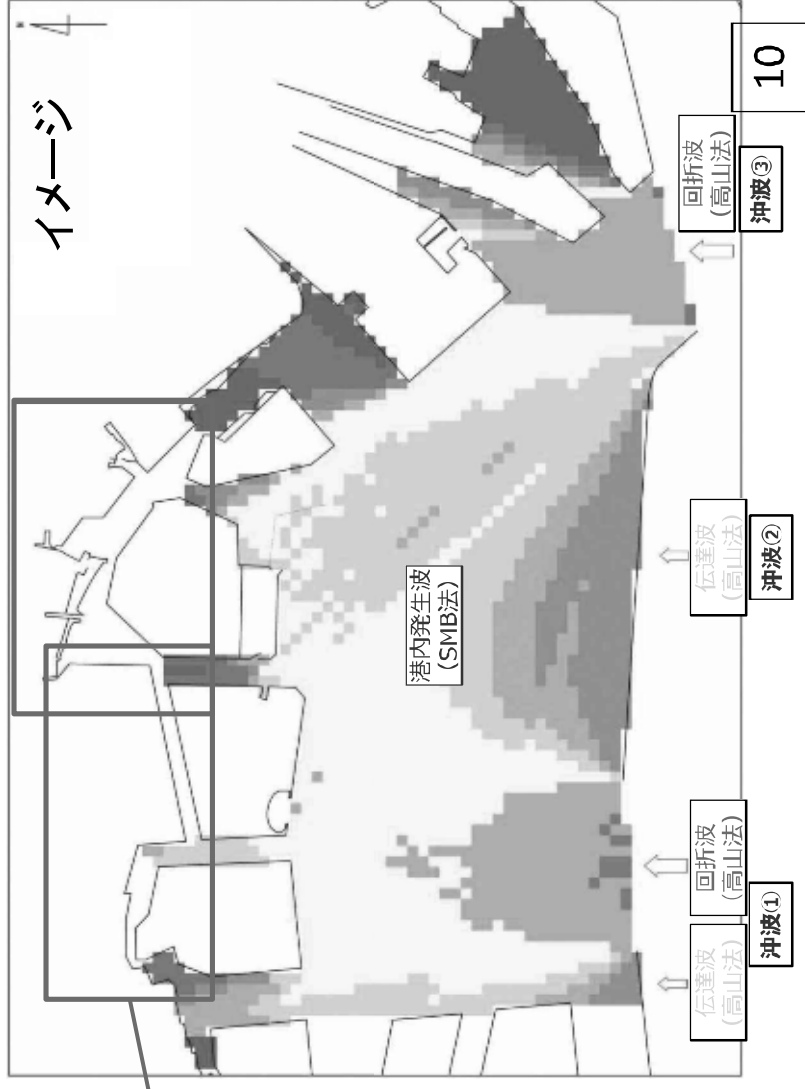 イメージ
港内発生波
(SMB法)
伝達波
(高山法)
回折波
(高山法)
沖波①
伝達波
(高山法)
沖波②
回折波
(高山法)
沖波③
10